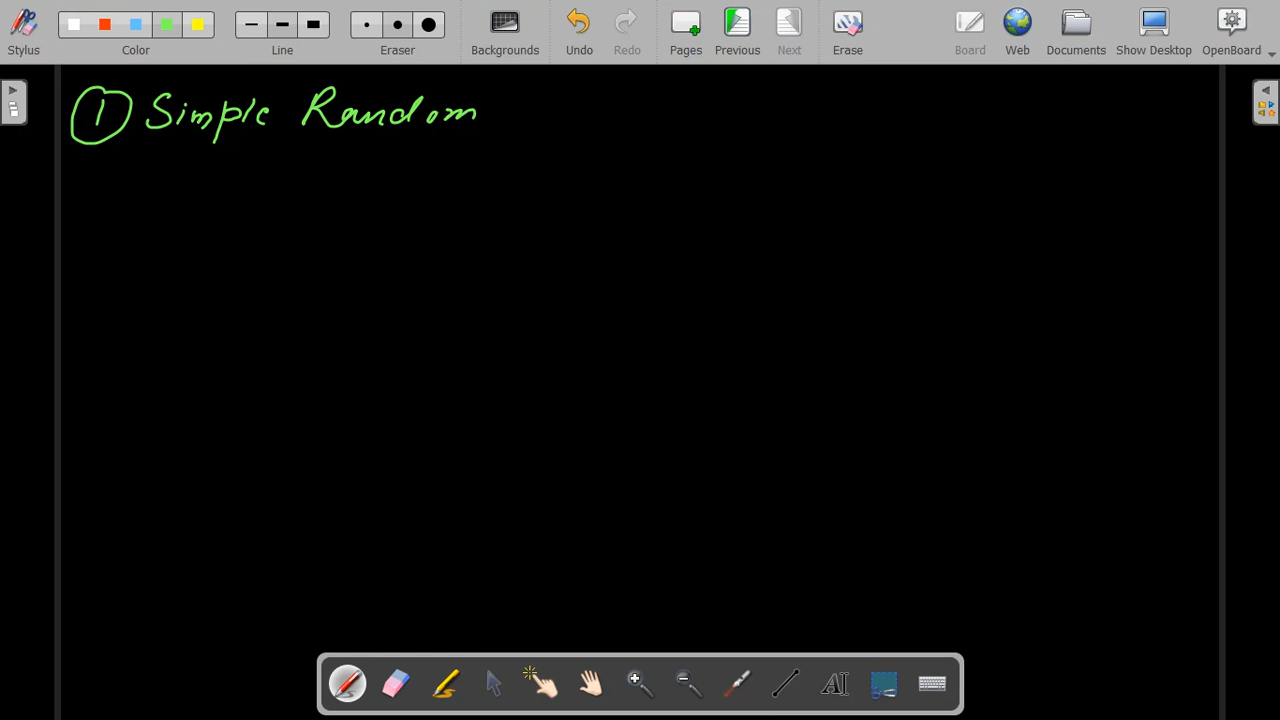 Stylus Color Line Eraser Backgrounds Undo Redo Pages Previous Next Erase Board Web Documents Show Desktop OpenBoard
① Simple Random
AI